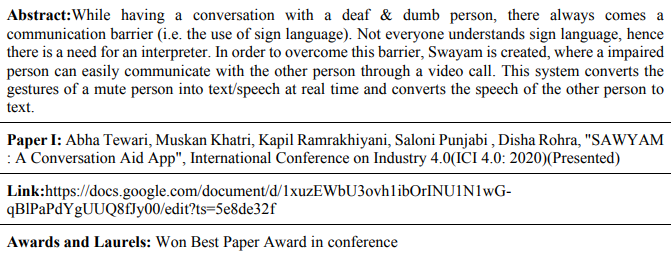 Abstract:While having a conversation with a deaf & dumb person, there always comes a
communication barrier (i.e. the use of sign language). Not everyone understands sign language, hence
there is a need for an interpreter. In order to overcome this barrier, Swayam is created, where a impaired
person can easily communicate with the other person through a video call. This system converts the
gestures of a mute person into text/speech at real time and converts the speech of the other person to
text.
Paper I: Abha Tewari, Muskan Khatri, Kapil Ramrakhiyani, Saloni Punjabi , Disha Rohra, "SAWYAM
: A Conversation Aid App", International Conference on Industry 4.0(ICI 4.0: 2020)(Presented)
Link:https://docs.google.com/document/d/1xuzEWbU3ovh1ibOrINU1N1wG-
qBlPaPdYgUUQ8fJy00/edit?ts=5e8de32f
Awards and Laurels: Won Best Paper Award in conference